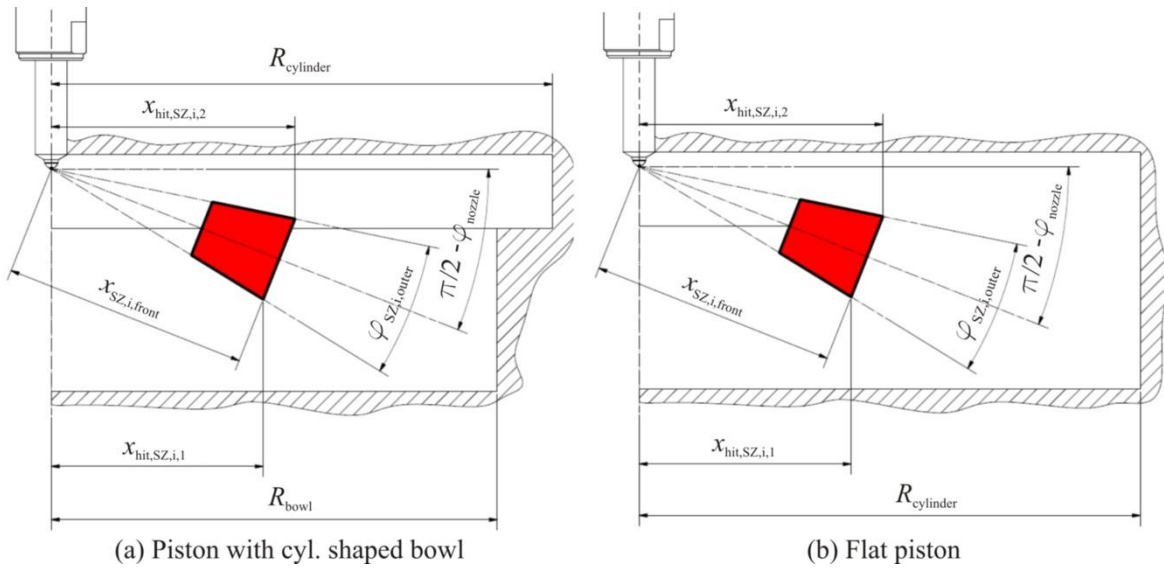 R_cylinder
x_hit,SZ,i,2
x_SZ,i,front
φ_SZ,i,outer
π/2 - φ_nozzle
x_hit,SZ,i,1
R_bowl
(a) Piston with cyl. shaped bowl
x_hit,SZ,i,2
x_SZ,i,front
φ_SZ,i,outer
π/2 - φ_nozzle
x_hit,SZ,i,1
R_cylinder
(b) Flat piston